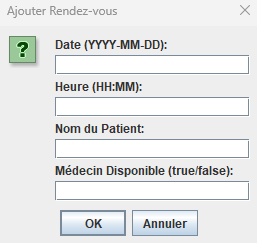 Ajouter Rendez-vous
?
Date (YYYY-MM-DD):
Heure (HH:MM):
Nom du Patient:
Médecin Disponible (true/false):
OK Annuler